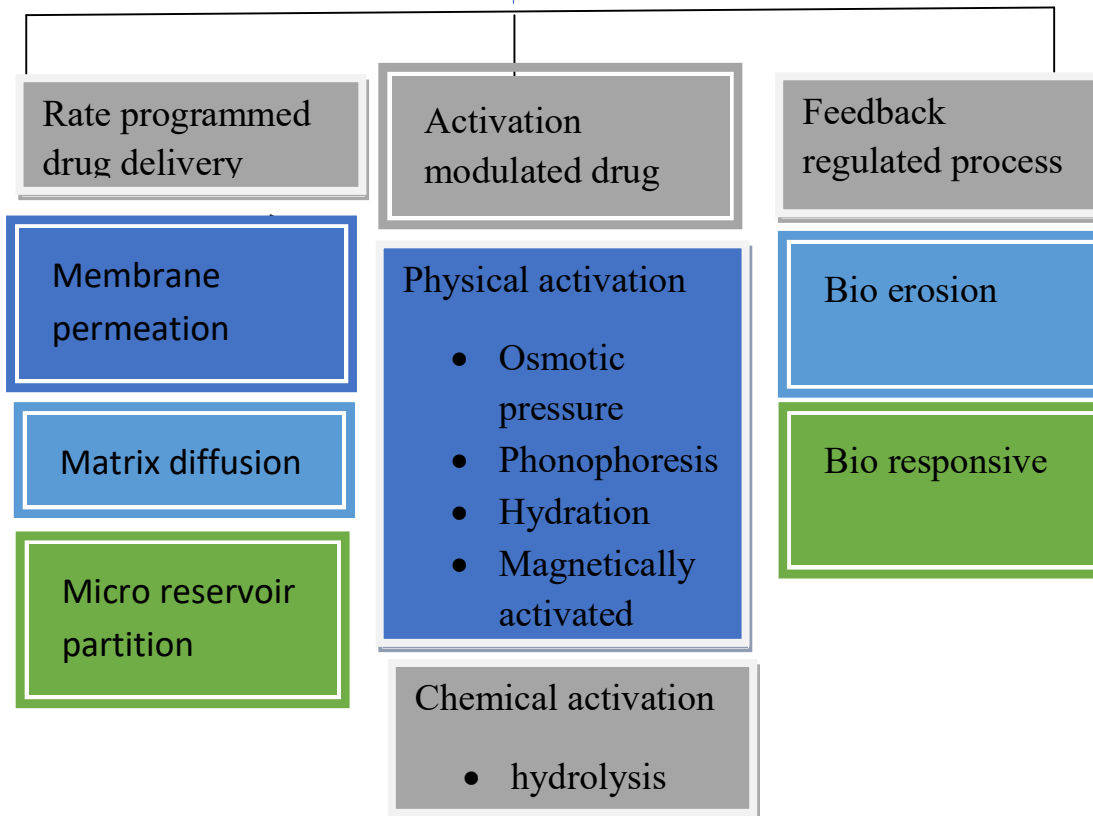 Rate programmed
drug delivery
Membrane
permeation
Matrix diffusion
Micro reservoir
partition
Activation
modulated drug
Physical activation
• Osmotic
pressure
• Phonophoresis
• Hydration
• Magnetically
activated
Chemical activation
• hydrolysis
Feedback
regulated process
Bio erosion
Bio responsive